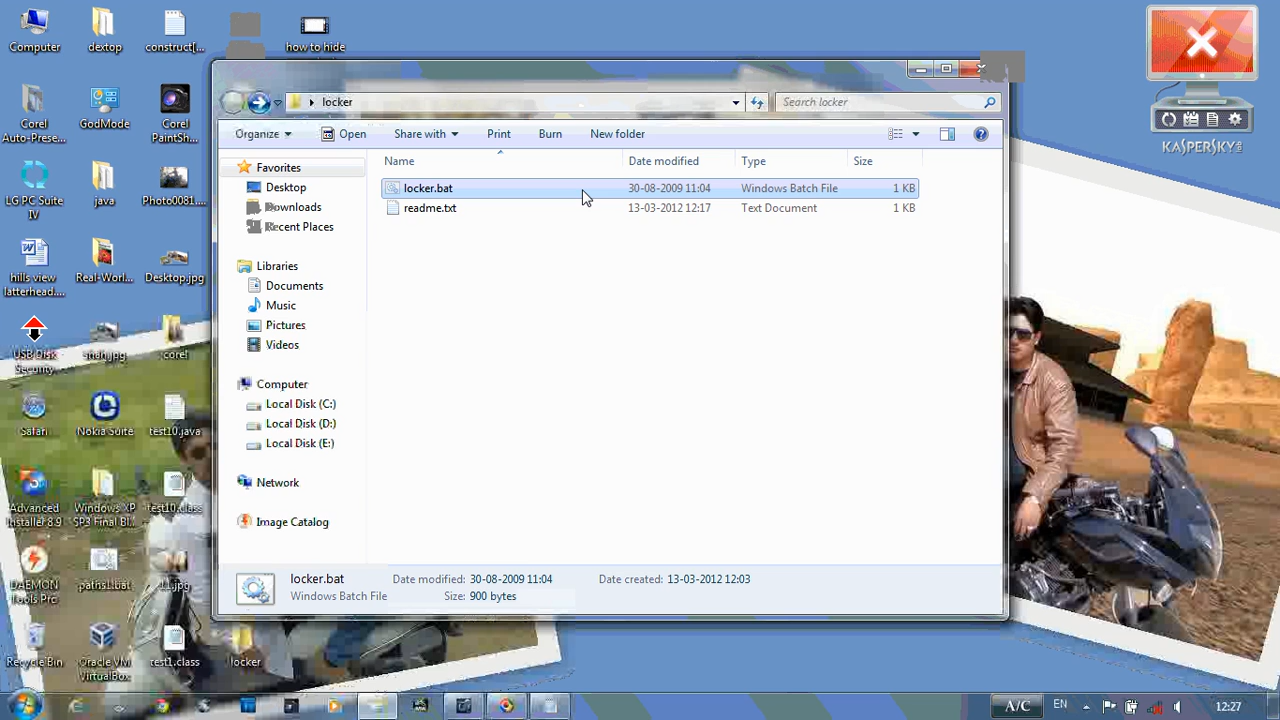 Computer
dextop
construct[...
how to hide
Corel
Auto-Prese...
GodMode
Corel
PaintSh...
LG PC Suite
IV
java
Photo0081....
hills view
latterhead....
Real-Worl...
Desktop.jpg
USB Disk
Security
corel
Safari
Nokia Suite
test10.java
Advanced
Installer 8.9
Windows XP
SP3 Final Bl...
test10.class
DAEMON
Tools Pro
11.jpg
Recycle Bin
Oracle VM
VirtualBox
test1.class
locker
locker
Search locker
Organize
Open
Share with
Print
Burn
New folder
Name
Date modified
Type
Size
locker.bat
30-08-2009 11:04
Windows Batch File
1 KB
readme.txt
13-03-2012 12:17
Text Document
1 KB
Favorites
Desktop
Downloads
Recent Places
Libraries
Documents
Music
Pictures
Videos
Computer
Local Disk (C:)
Local Disk (D:)
Local Disk (E:)
Network
Image Catalog
locker.bat
Date modified: 30-08-2009 11:04
Date created: 13-03-2012 12:03
Windows Batch File
Size: 900 bytes
KASPERSKY
A/C
EN
12:27